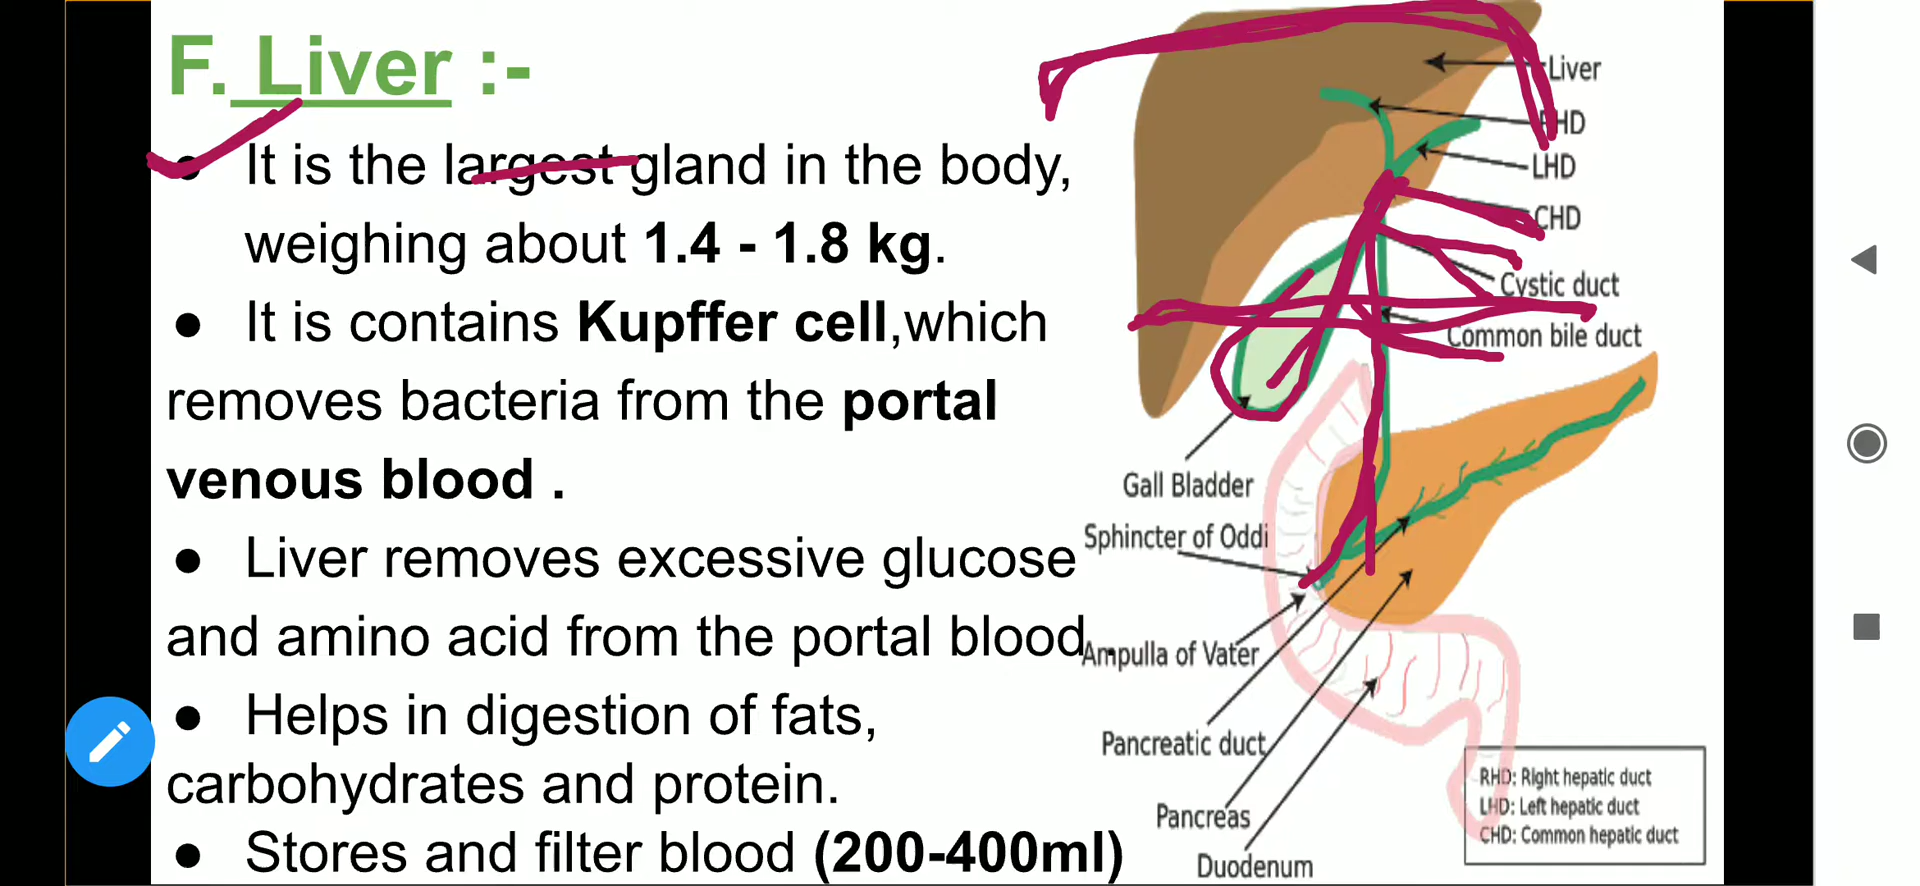 F. Liver :-
● It is the largest gland in the body,
weighing about 1.4 - 1.8 kg.
● It is contains Kupffer cell,which
removes bacteria from the portal
venous blood .
● Liver removes excessive glucose
and amino acid from the portal blood .
● Helps in digestion of fats,
carbohydrates and protein.
● Stores and filter blood (200-400ml)
Liver
RHD
LHD
CHD
Cystic duct
Common bile duct
Gall Bladder
Sphincter of Oddi
Ampulla of Vater
Pancreatic duct
Pancreas
Duodenum
RHD: Right hepatic duct
LHD: Left hepatic duct
CHD: Common hepatic duct